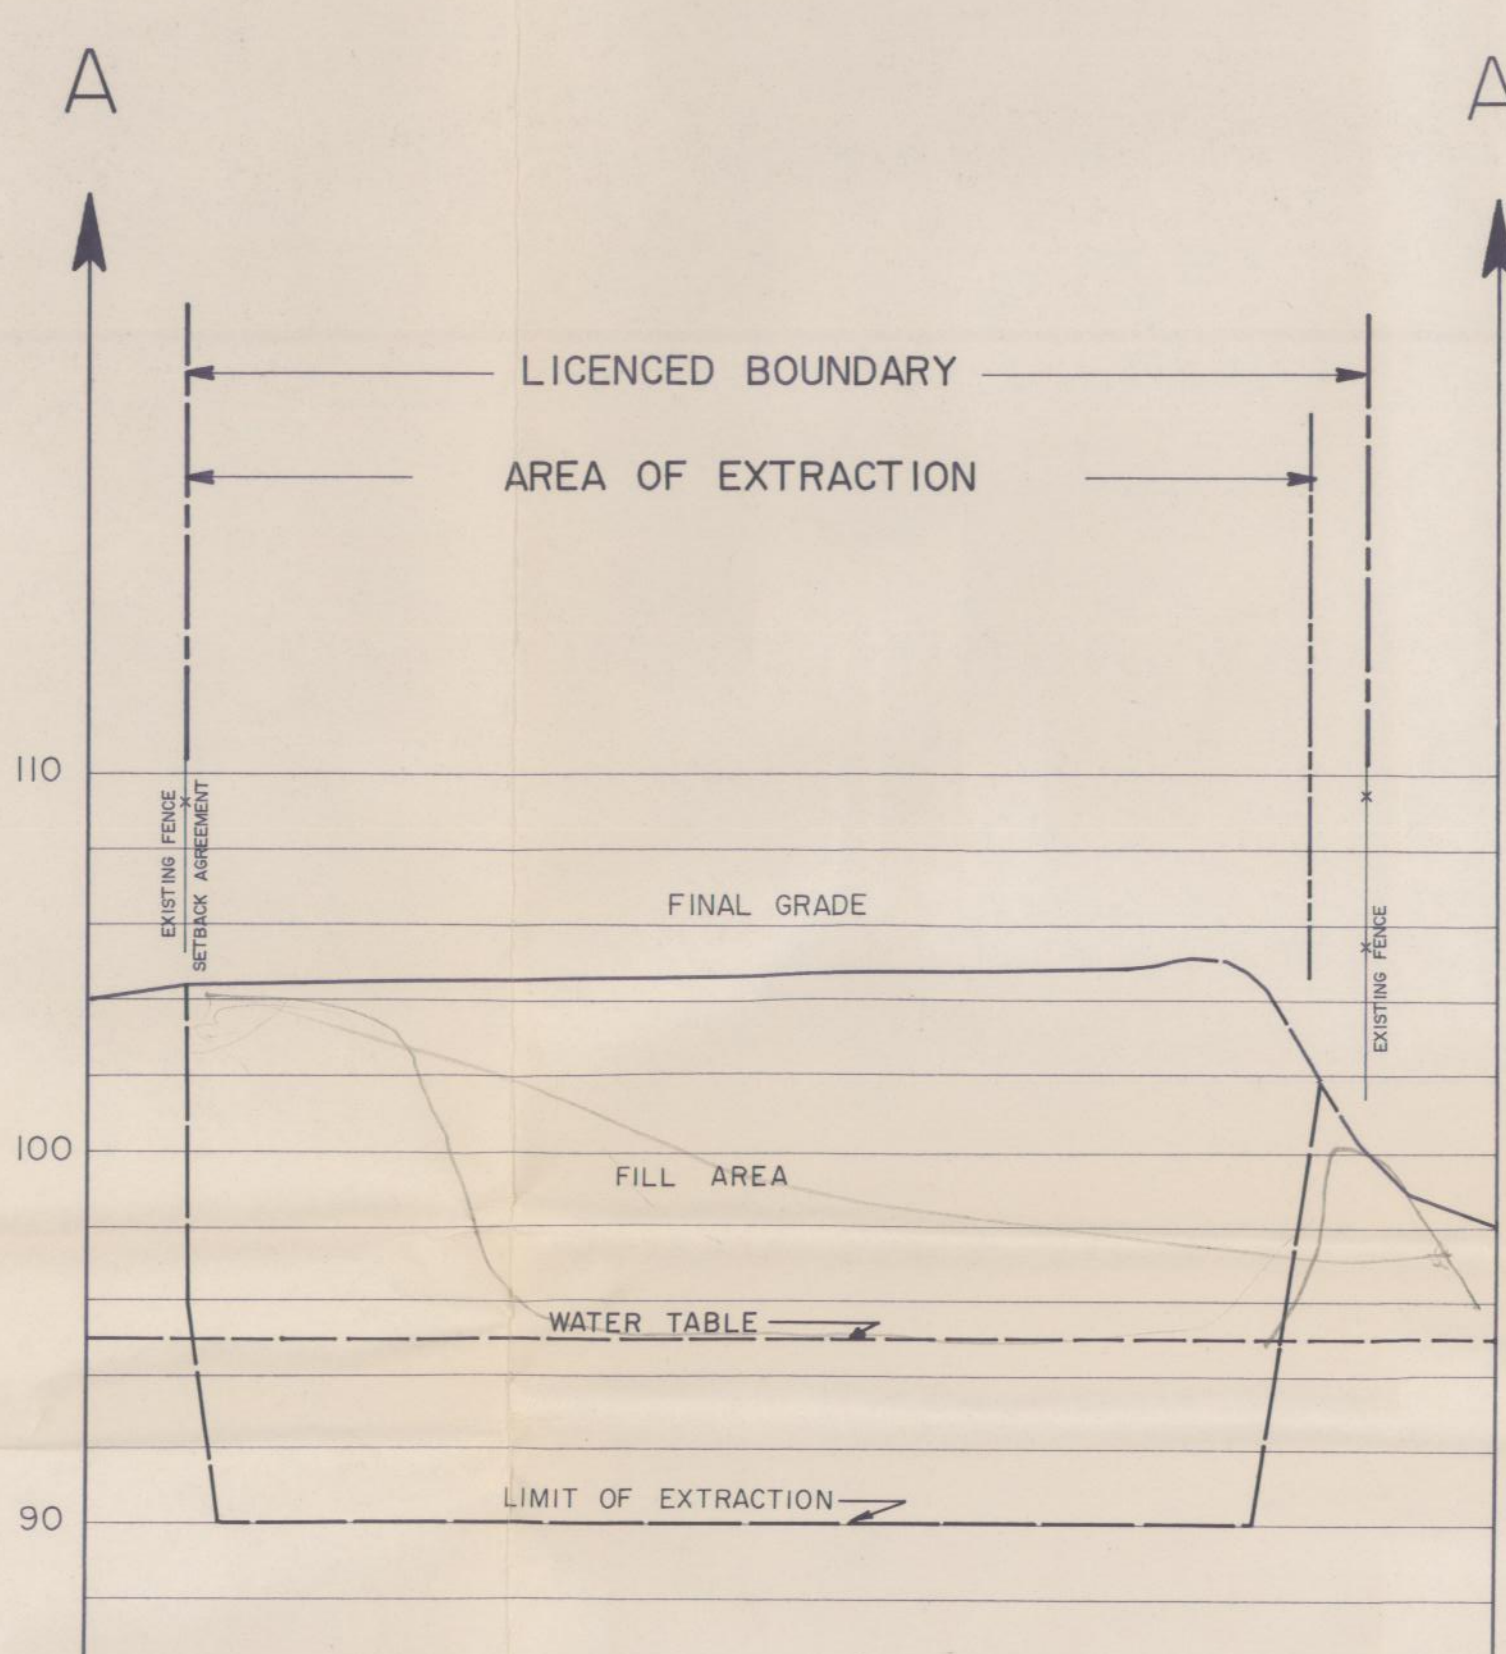 A
A
LICENCED BOUNDARY
AREA OF EXTRACTION
110
EXISTING FENCE
SETBACK AGREEMENT
FINAL GRADE
EXISTING FENCE
100
FILL AREA
WATER TABLE
LIMIT OF EXTRACTION
90